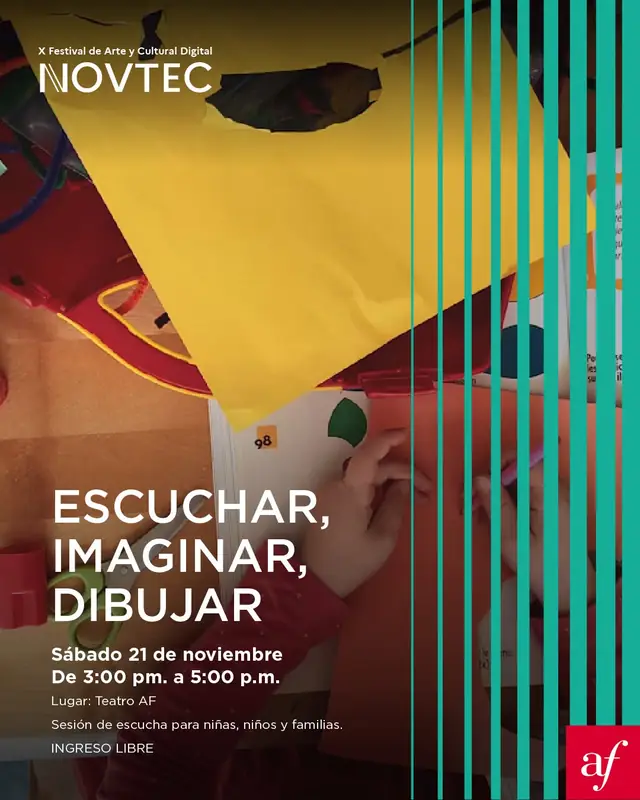 X Festival de Arte y Cultural Digital
NOVTEC
98
ESCUCHAR,
IMAGINAR,
DIBUJAR
Sábado 21 de noviembre
De 3:00 pm. a 5:00 p.m.
Lugar: Teatro AF
Sesión de escucha para niñas, niños y familias.
INGRESO LIBRE
af